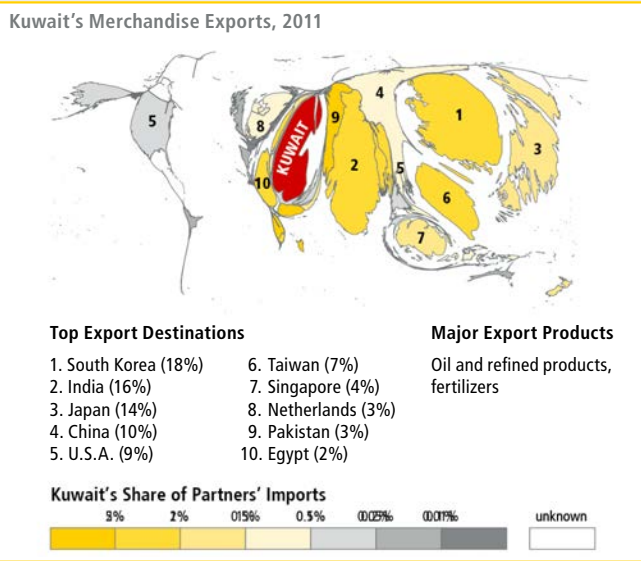 Kuwait's Merchandise Exports, 2011
4
1
5
9
8
KUWAIT
3
2
5
10
6
7
Top Export Destinations
1. South Korea (18%)
2. India (16%)
3. Japan (14%)
4. China (10%)
5. U.S.A. (9%)
6. Taiwan (7%)
7. Singapore (4%)
8. Netherlands (3%)
9. Pakistan (3%)
10. Egypt (2%)
Major Export Products
Oil and refined products,
fertilizers
Kuwait's Share of Partners' Imports
unknown